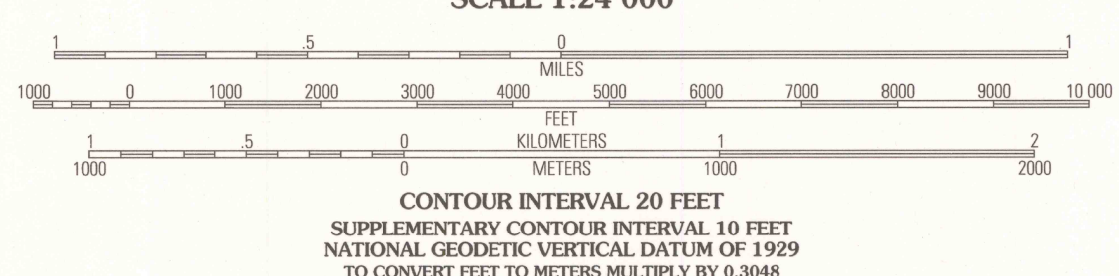 SCALE 1:24 000
1 .5 0 1
MILES
1000 0 1000 2000 3000 4000 5000 6000 7000 8000 9000 10 000
FEET
1 .5 0 KILOMETERS 1 2
1000 0 METERS 1000 2000
CONTOUR INTERVAL 20 FEET
SUPPLEMENTARY CONTOUR INTERVAL 10 FEET
NATIONAL GEODETIC VERTICAL DATUM OF 1929
TO CONVERT FEET TO METERS MULTIPLY BY 0.3048